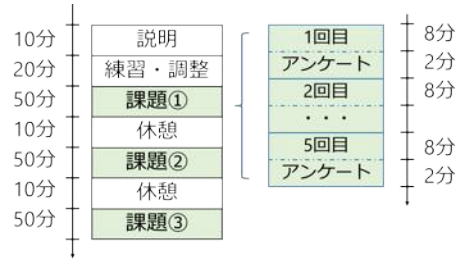 10分 説明
20分 練習・調整
50分 課題①
10分 休憩
50分 課題②
10分 休憩
50分 課題③
1回目 8分
アンケート 2分
2回目 8分
・・・
5回目 8分
アンケート 2分